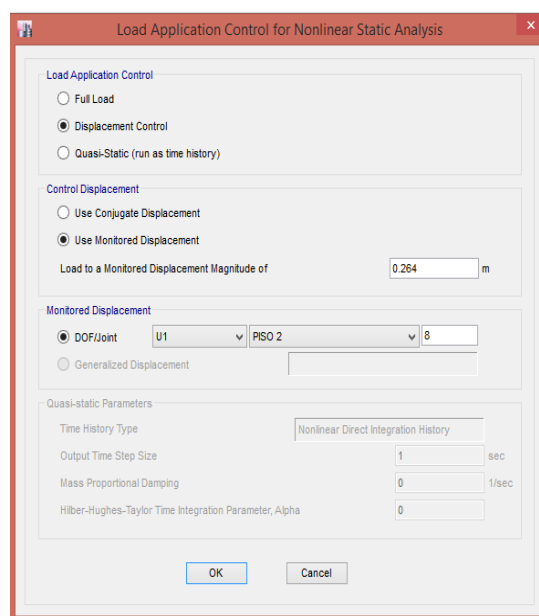 Load Application Control for Nonlinear Static Analysis
Load Application Control
Full Load
Displacement Control
Quasi-Static (run as time history)
Control Displacement
Use Conjugate Displacement
Use Monitored Displacement
Load to a Monitored Displacement Magnitude of 0.264 m
Monitored Displacement
DOF/Joint U1 PISO 2 8
Generalized Displacement
Quasi-static Parameters
Time History Type Nonlinear Direct Integration History
Output Time Step Size 1 sec
Mass Proportional Damping 0 1/sec
Hilber-Hughes-Taylor Time Integration Parameter, Alpha 0
OK Cancel